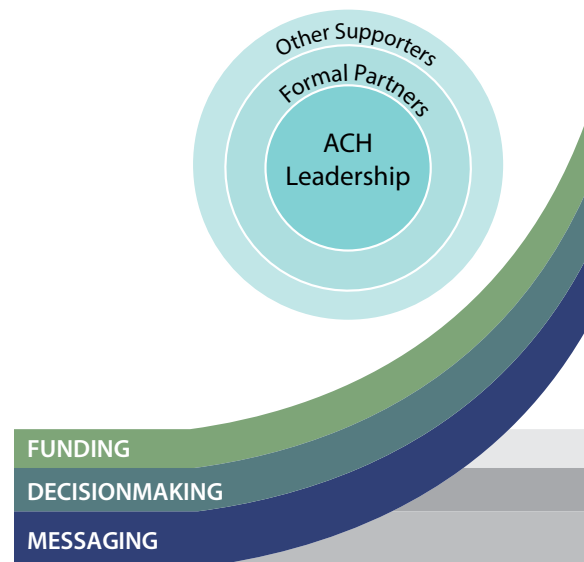 Other Supporters
Formal Partners
ACH
Leadership
FUNDING
DECISIONMAKING
MESSAGING